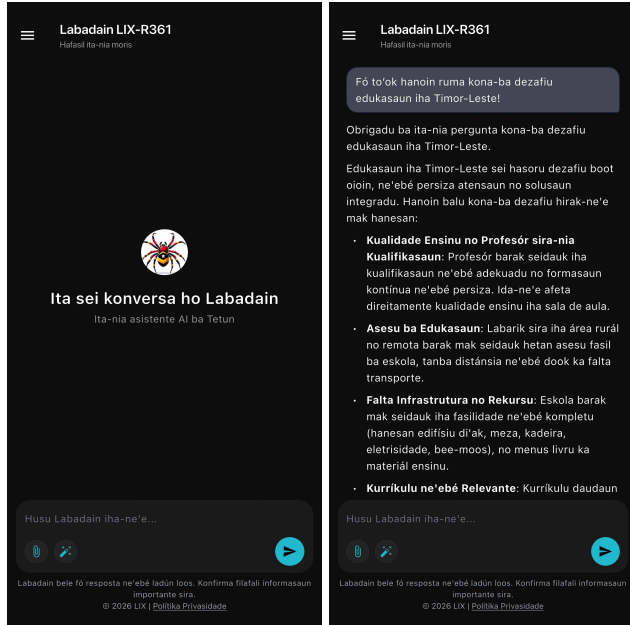 Labadain LIX-R361
Hafasil ita-nia moris
Ita sei konversa ho Labadain
Ita-nia asistente AI ba Tetun
Husu Labadain iha-ne'e...
Labadain bele fó resposta ne'ebé ladún loos. Konfirma filafali informasaun
importante sira.
© 2026 LIX | Polítika Privasidade
Labadain LIX-R361
Hafasil ita-nia moris
Fó to'ok hanoin ruma kona-ba dezafiu
edukasaun iha Timor-Leste!
Obrigadu ba ita-nia pergunta kona-ba dezafiu
edukasaun iha Timor-Leste.
Edukasaun iha Timor-Leste sei hasoru dezafiu boot
oioin, ne'ebé persiza atensaun no solusaun
integradu. Hanoin balu kona-ba dezafiu hirak-ne'e
mak hanesan:
• Kualidade Ensinu no Profesór sira-nia
Kualifikasaun: Profesór barak seidauk iha
kualifikasaun ne'ebé adekuadu no formasaun
kontínua ne'ebé persiza. Ida-ne'e afeta
direitamente kualidade ensinu iha sala de aula.
• Asesu ba Edukasaun: Labarik sira iha área rurál
no remota barak mak seidauk hetan asesu fasil
ba eskola, tanba distánsia ne'ebé dook ka falta
transporte.
• Falta Infrastrutura no Rekursu: Eskola barak
mak seidauk iha fasilidade ne'ebé kompletu
(hanesan edifísiu di'ak, meza, kadeira,
eletrisidade, bee-moos), no menus livru ka
materiál ensinu.
• Kurríkulu ne'ebé Relevante: Kurríkulu daudaun
Husu Labadain iha-ne'e...
Labadain bele fó resposta ne'ebé ladún loos. Konfirma filafali informasaun
importante sira.
© 2026 LIX | Polítika Privasidade